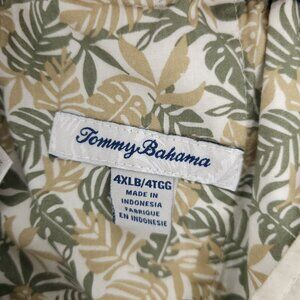 Tommy Bahama
4XLB/4TGG
MADE IN
INDONESIA
FABRIQUE
EN INDONESIE